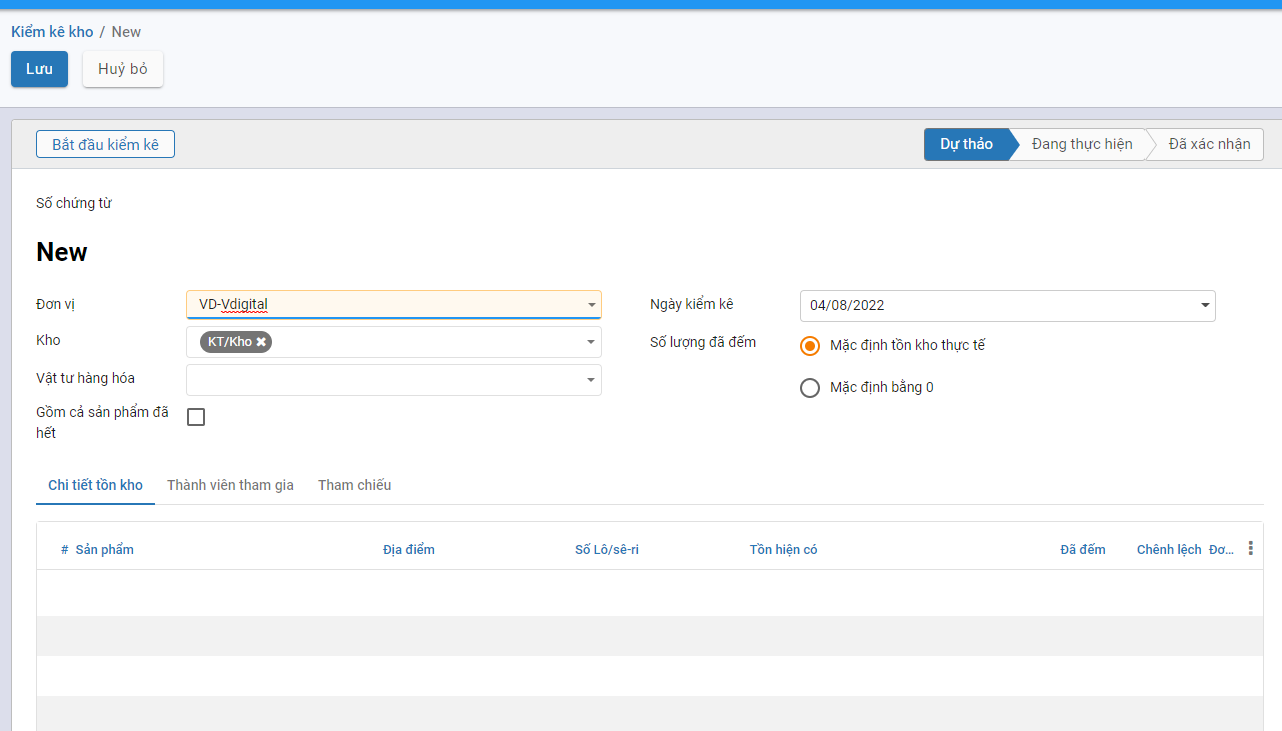 Kiểm kê kho / New
Lưu Huỷ bỏ
Bắt đầu kiểm kê Dự thảo Đang thực hiện Đã xác nhận
Số chứng từ
New
Đơn vị VD-Vdigital Ngày kiểm kê 04/08/2022
Kho KT/Kho Số lượng đã đếm Mặc định tồn kho thực tế
Vật tư hàng hóa Mặc định bằng 0
Gồm cả sản phẩm đã
hết
Chi tiết tồn kho Thành viên tham gia Tham chiếu
# Sản phẩm Địa điểm Số Lô/sê-ri Tồn hiện có Đã đếm Chênh lệch Đơ...